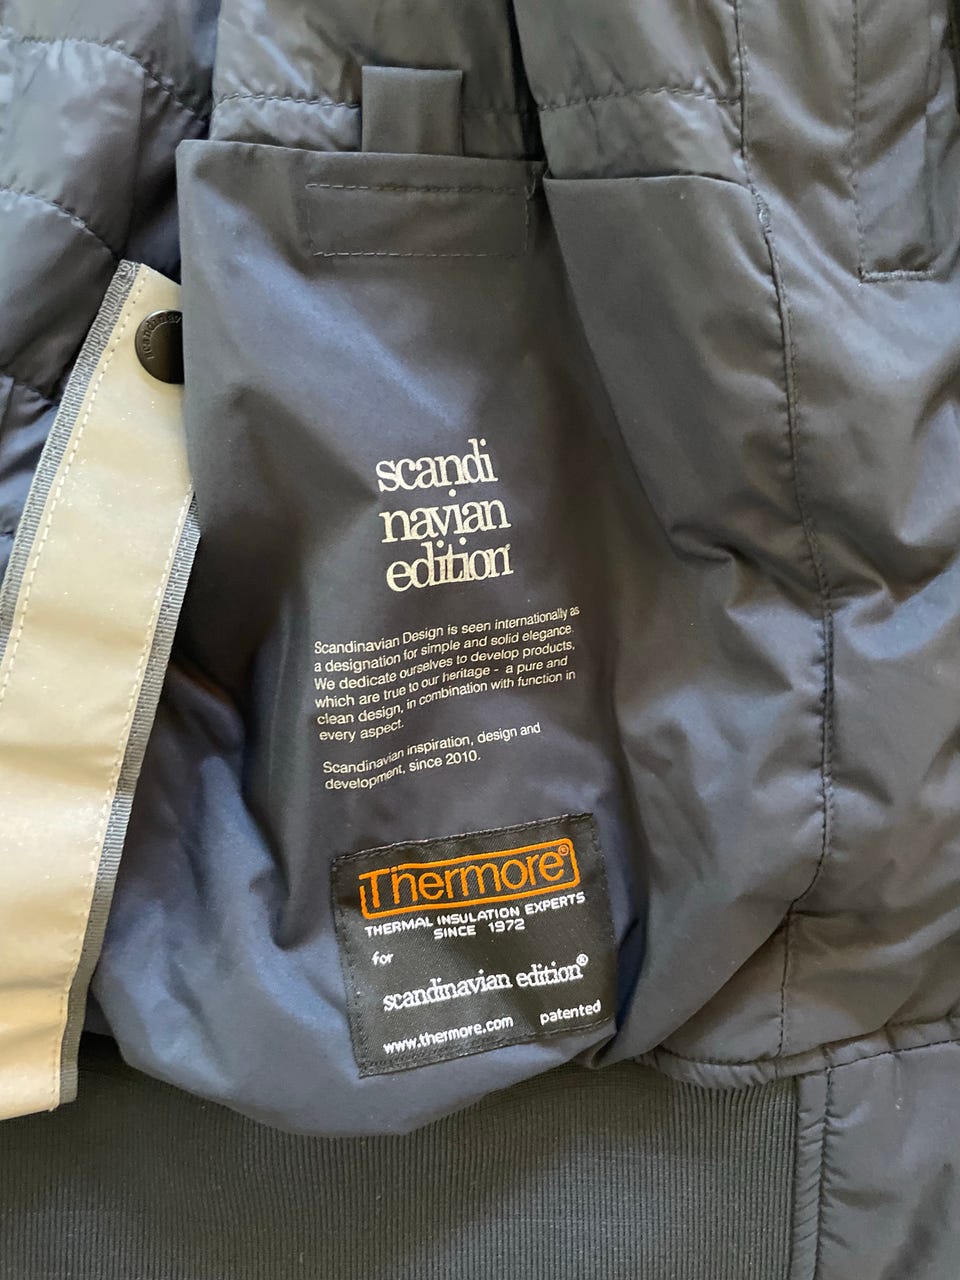 scandi
navian
edition
Scandinavian Design is seen internationally as
a designation for simple and solid elegance.
We dedicate ourselves to develop products,
which are true to our heritage - a pure and
clean design, in combination with function in
every aspect.
Scandinavian inspiration, design and
development, since 2010.
Thermore®
THERMAL INSULATION EXPERTS
SINCE 1972
for
scandinavian edition®
www.thermore.com patented